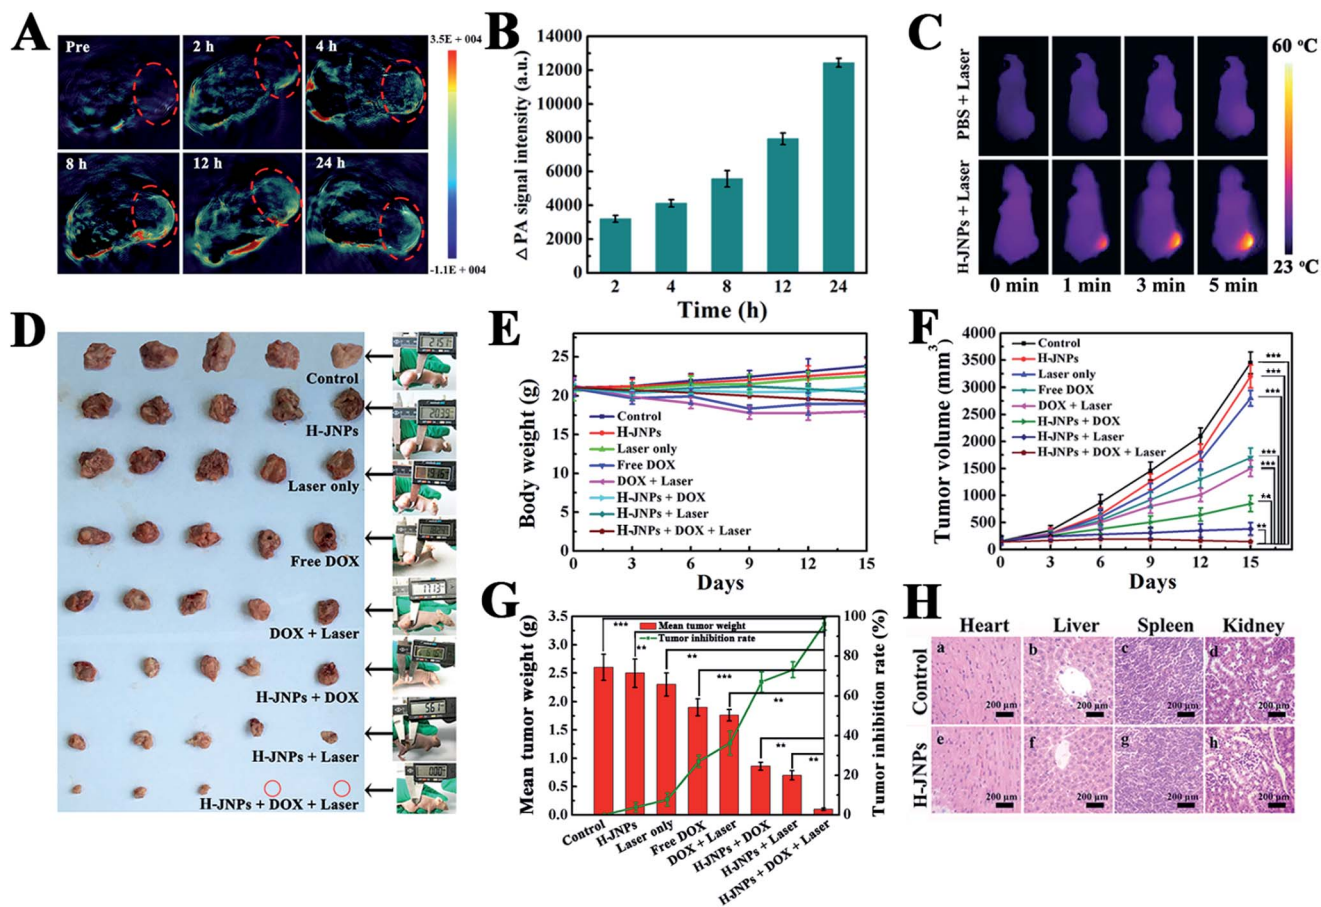 A
Pre
2 h
4 h
8 h
12 h
24 h
3.5E + 004
-1.1E + 004
B
Δ PA signal intensity (a.u.)
14000
12000
10000
8000
6000
4000
2000
0
2
4
8
12
24
Time (h)
C
PBS + Laser
H-JNPs + Laser
0 min
1 min
3 min
5 min
60 ºC
23 ºC
D
Control
H-JNPs
Laser only
Free DOX
DOX + Laser
H-JNPs + DOX
H-JNPs + Laser
H-JNPs + DOX + Laser
E
Body weight (g)
25
20
15
10
5
0
0
3
6
9
12
15
Days
Control
H-JNPs
Laser only
Free DOX
DOX + Laser
H-JNPs + DOX
H-JNPs + Laser
H-JNPs + DOX + Laser
F
Tumor volume (mm³)
4000
3500
3000
2500
2000
1500
1000
500
0
0
3
6
9
12
15
Days
Control
H-JNPs
Laser only
Free DOX
DOX + Laser
H-JNPs + DOX
H-JNPs + Laser
H-JNPs + DOX + Laser
***
***
***
***
***
**
**
G
Mean tumor weight (g)
3.5
3.0
2.5
2.0
1.5
1.0
0.5
0.0
Tumor inhibition rate (%)
100
80
60
40
20
0
Mean tumor weight
Tumor inhibition rate
***
**
**
***
**
**
**
Control
H-JNPs
Laser only
Free DOX
DOX + Laser
H-JNPs + DOX
H-JNPs + Laser
H-JNPs + DOX + Laser
H
Heart
Liver
Spleen
Kidney
Control
H-JNPs
a
b
c
d
200 μm
200 μm
200 μm
200 μm
e
f
g
h
200 μm
200 μm
200 μm
200 μm